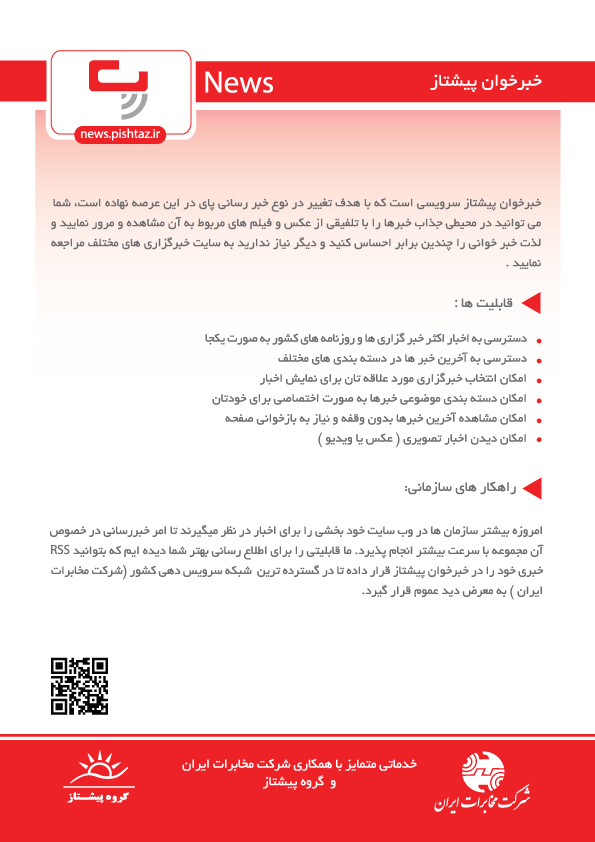 خبرخوان پیشتاز
News
news.pishtaz.ir
خبرخوان پیشتاز سرویسی است که با هدف تغییر در نوع خبر رسانی پای در این عرصه نهاده است، شما
می توانید در محیطی جذاب خبرها را با تلفیقی از عکس و فیلم های مربوط به آن مشاهده و مرور نمایید و
لذت خبر خوانی را چندین برابر احساس کنید و دیگر نیاز ندارید به سایت خبرگزاری های مختلف مراجعه
نمایید .
قابلیت ها :
دسترسی به اخبار اکثر خبر گزاری ها و روزنامه های کشور به صورت یکجا
دسترسی به آخرین خبر ها در دسته بندی های مختلف
امکان انتخاب خبرگزاری مورد علاقه تان برای نمایش اخبار
امکان دسته بندی موضوعی خبرها به صورت اختصاصی برای خودتان
امکان مشاهده آخرین خبرها بدون وقفه و نیاز به بازخوانی صفحه
امکان دیدن اخبار تصویری ( عکس یا ویدیو )
راهکار های سازمانی:
امروزه بیشتر سازمان ها در وب سایت خود بخشی را برای اخبار در نظر میگیرند تا امر خبررسانی در خصوص
آن مجموعه با سرعت بیشتر انجام پذیرد. ما قابلیتی را برای اطلاع رسانی بهتر شما دیده ایم که بتوانید RSS
خبری خود را در خبرخوان پیشتاز قرار داده تا در گسترده ترین شبکه سرویس دهی کشور (شرکت مخابرات
ایران ) به معرض دید عموم قرار گیرد.
خدماتی متمایز با همکاری شرکت مخابرات ایران
و گروه پیشتاز
شرکت مخابرات ایران
گروه پیشتاز